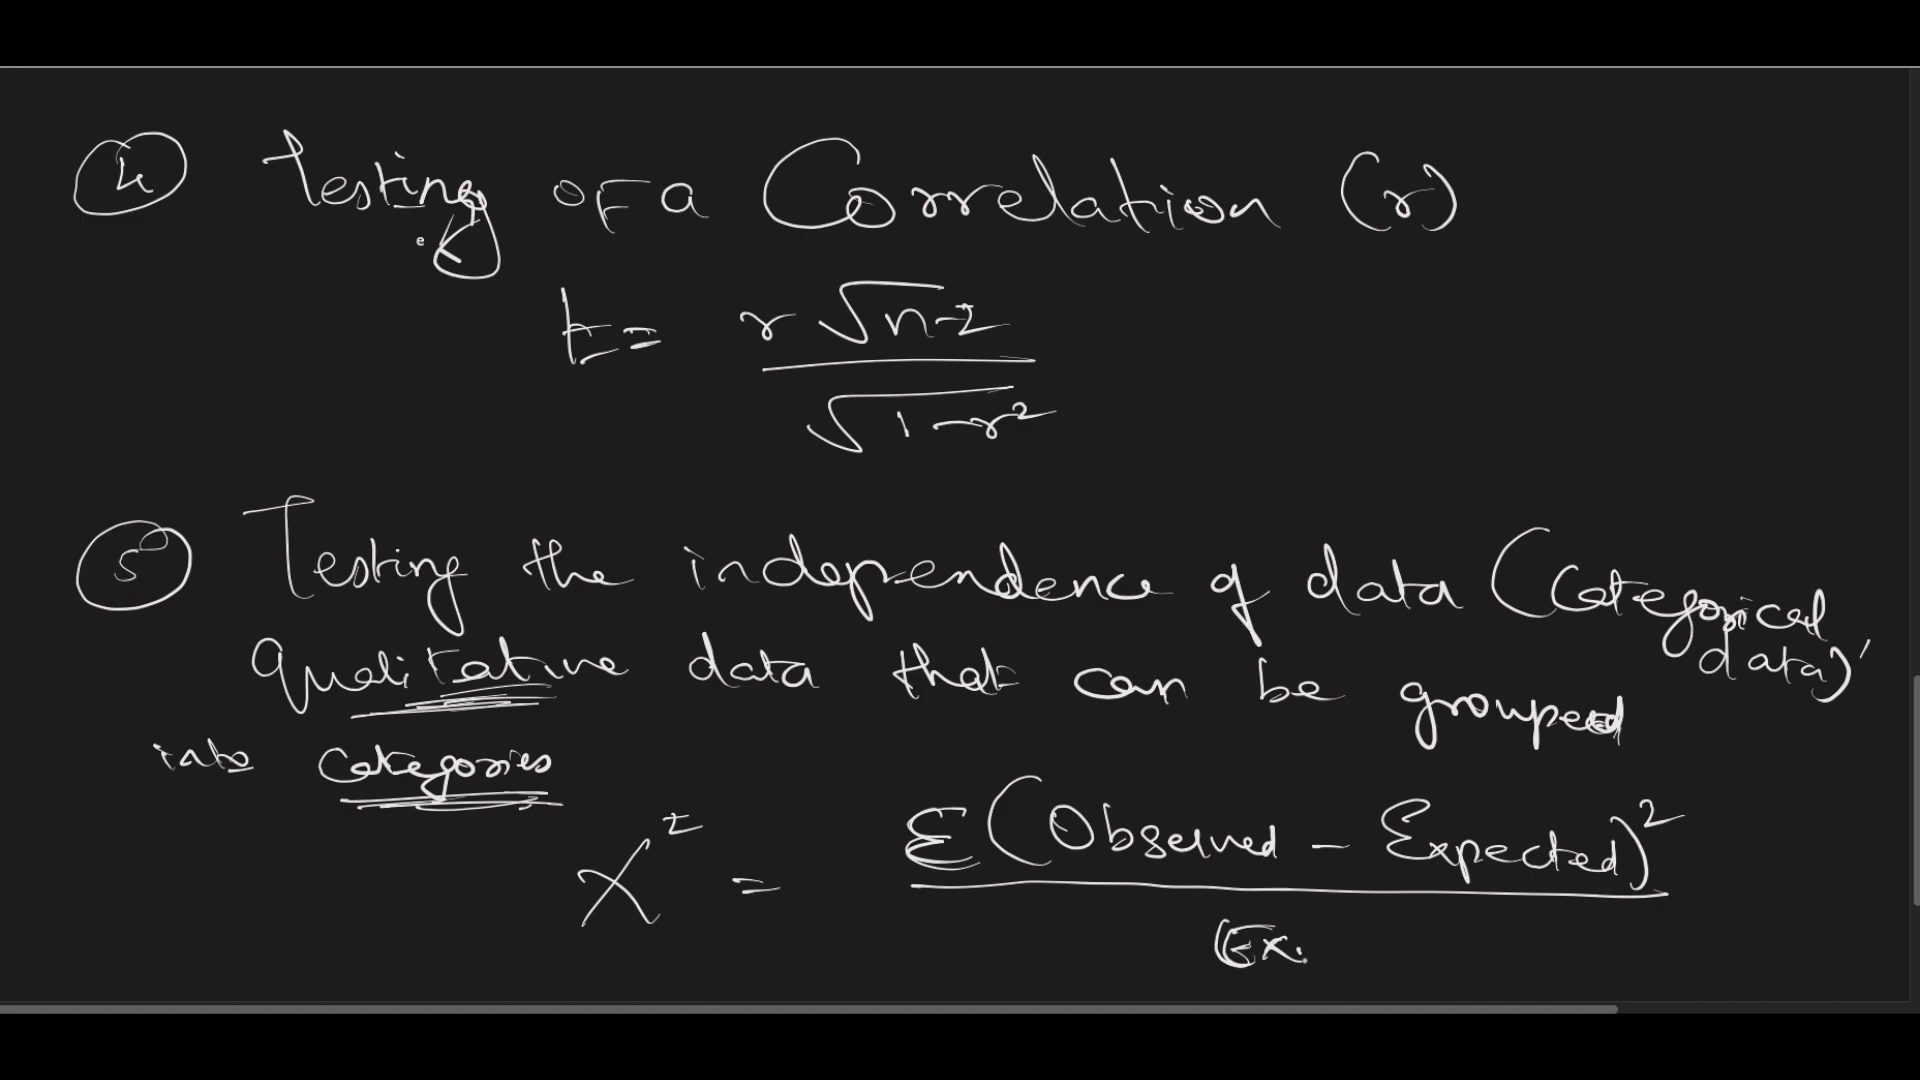 4 Testing of a Correlation (r)
t = r√n-2 / √1-r²
5 Testing the independence of data (Categorical data)'
Qualitative data that can be grouped
into Categories
X² = Σ(Observed - Expected)² / (Ex.